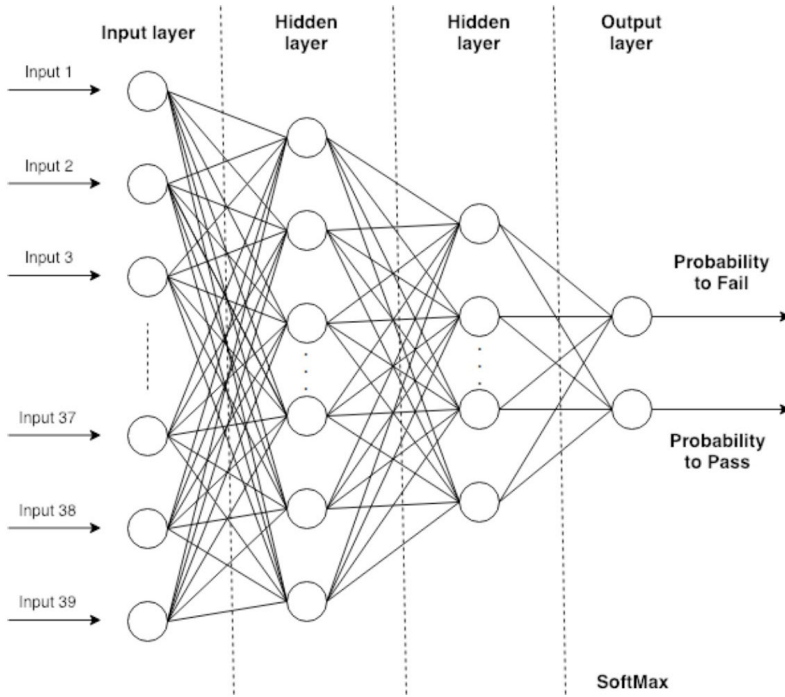 Input layer
Hidden
layer
Hidden
layer
Output
layer
Input 1
Input 2
Input 3
Input 37
Input 38
Input 39
Probability
to Fail
Probability
to Pass
SoftMax